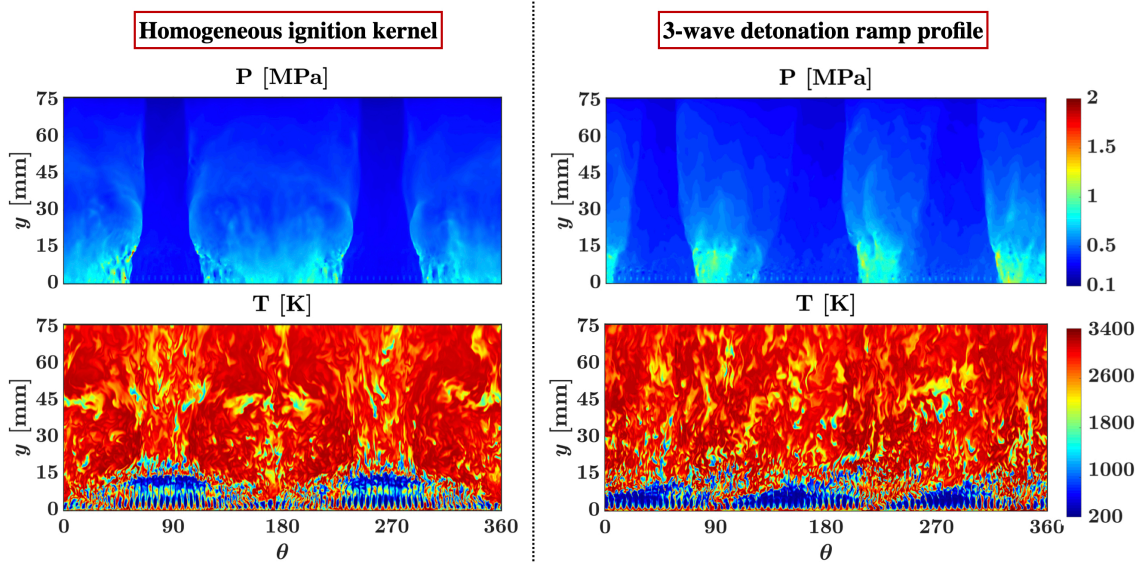 Homogeneous ignition kernel
P [MPa]
75
60
45
30
15
0
y [mm]
T [K]
75
60
45
30
15
0
y [mm]
0 90 180 270 360
θ
3-wave detonation ramp profile
P [MPa]
75
60
45
30
15
0
y [mm]
2
1
0.5
0.1
T [K]
75
60
45
30
15
0
y [mm]
0 90 180 270 360
θ
3400
2600
1800
1000
200